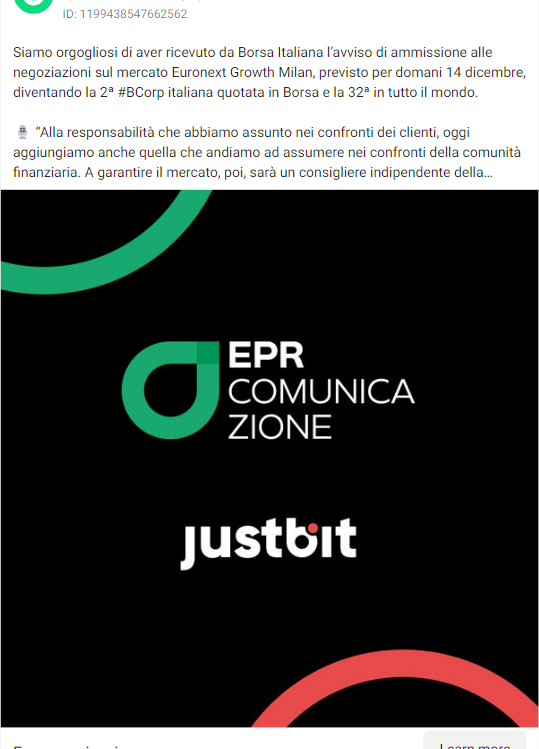 ID: 1199438547662562
Siamo orgogliosi di aver ricevuto da Borsa Italiana l'avviso di ammissione alle
negoziazioni sul mercato Euronext Growth Milan, previsto per domani 14 dicembre,
diventando la 2ª #BCorp italiana quotata in Borsa e la 32ª in tutto il mondo.
🎙 “Alla responsabilità che abbiamo assunto nei confronti dei clienti, oggi
aggiungiamo anche quella che andiamo ad assumere nei confronti della comunità
finanziaria. A garantire il mercato, poi, sarà un consigliere indipendente della...
EPR
COMUNICA
ZIONE
justbit
Learn more